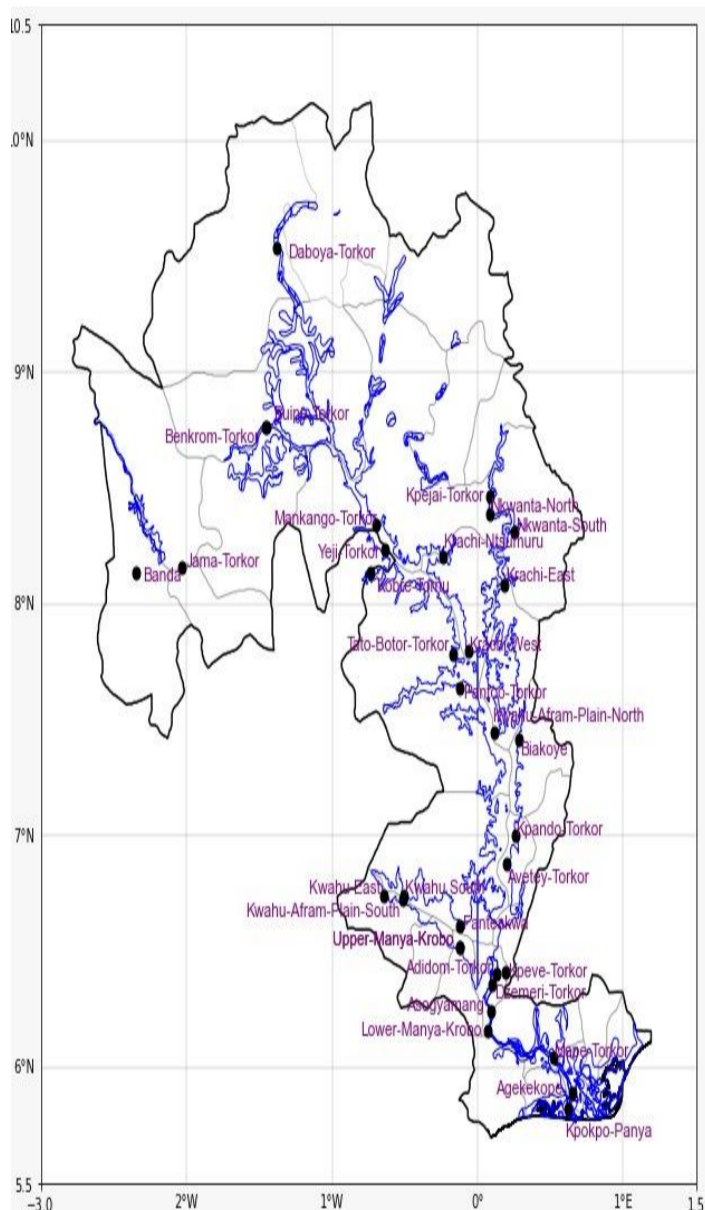 10.5
10°N
Daboya-Torkor
9°N
Buipe-Torkor
Benkrom-Torkor
Kpejai-Torkor
Nkwanta-North
Mankango-Torkor
Nkwanta-South
Yeji-Torkor
Krachi-Ntsumuru
Jama-Torkor
Banda
Krachi-East
8°N
Tato-Botor-Torkor
Krachi-West
Kwahu-Afram-Plain-North
Biakoye
7°N
Kpando-Torkor
Avetey-Torkor
Kwahu East
Kwahu South
Kwahu-Afram-Plain-South
Fanteakwa
Upper-Manya-Krobo
Adidom-Torkor
Kpeve-Torkor
Dzemeri-Torkor
Asogyamang
Lower-Manya-Krobo
6°N
Mape-Torkor
Agekekope
Kpokpo-Panya
5.5
-3.0
2°W
1°W
0°
1°E
1.5